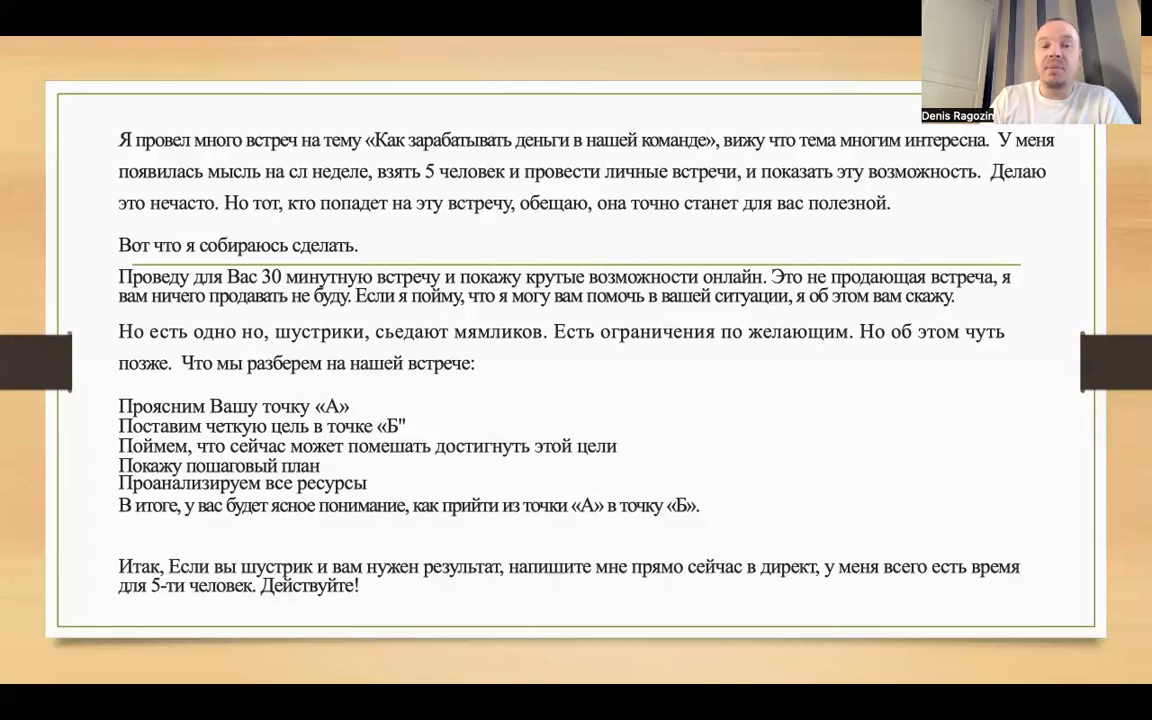 Denis Ragozin
Я провел много встреч на тему «Как зарабатывать деньги в нашей команде», вижу что тема многим интересна. У меня
появилась мысль на сл неделе, взять 5 человек и провести личные встречи, и показать эту возможность. Делаю
это нечасто. Но тот, кто попадет на эту встречу, обещаю, она точно станет для вас полезной.
Вот что я собираюсь сделать.
Проведу для Вас 30 минутную встречу и покажу крутые возможности онлайн. Это не продающая встреча, я
вам ничего продавать не буду. Если я пойму, что я могу вам помочь в вашей ситуации, я об этом вам скажу.
Но есть одно но, шустрики, сьедают мямликов. Есть ограничения по желающим. Но об этом чуть
позже. Что мы разберем на нашей встрече:
Проясним Вашу точку «А»
Поставим четкую цель в точке «Б"
Поймем, что сейчас может помешать достигнуть этой цели
Покажу пошаговый план
Проанализируем все ресурсы
В итоге, у вас будет ясное понимание, как прийти из точки «А» в точку «Б».
Итак, Если вы шустрик и вам нужен результат, напишите мне прямо сейчас в директ, у меня всего есть время
для 5-ти человек. Действуйте!